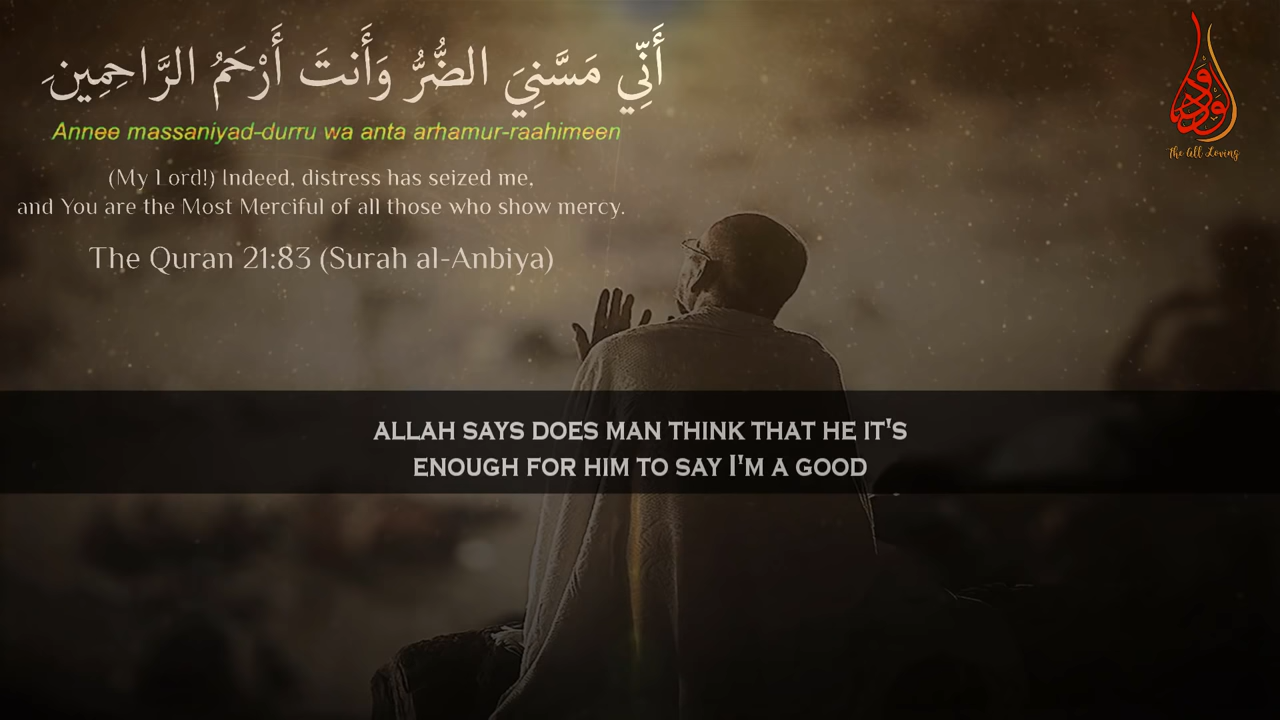 أَنِّي مَسَّنِيَ الضُّرُّ وَأَنتَ أَرْحَمُ الرَّاحِمِينَ
Annee massaniyad-durru wa anta arhamur-raahimeen
(My Lord!) Indeed, distress has seized me,
and You are the Most Merciful of all those who show mercy.
The Quran 21:83 (Surah al-Anbiya)
الودود
The All Loving
ALLAH SAYS DOES MAN THINK THAT HE IT'S
ENOUGH FOR HIM TO SAY I'M A GOOD